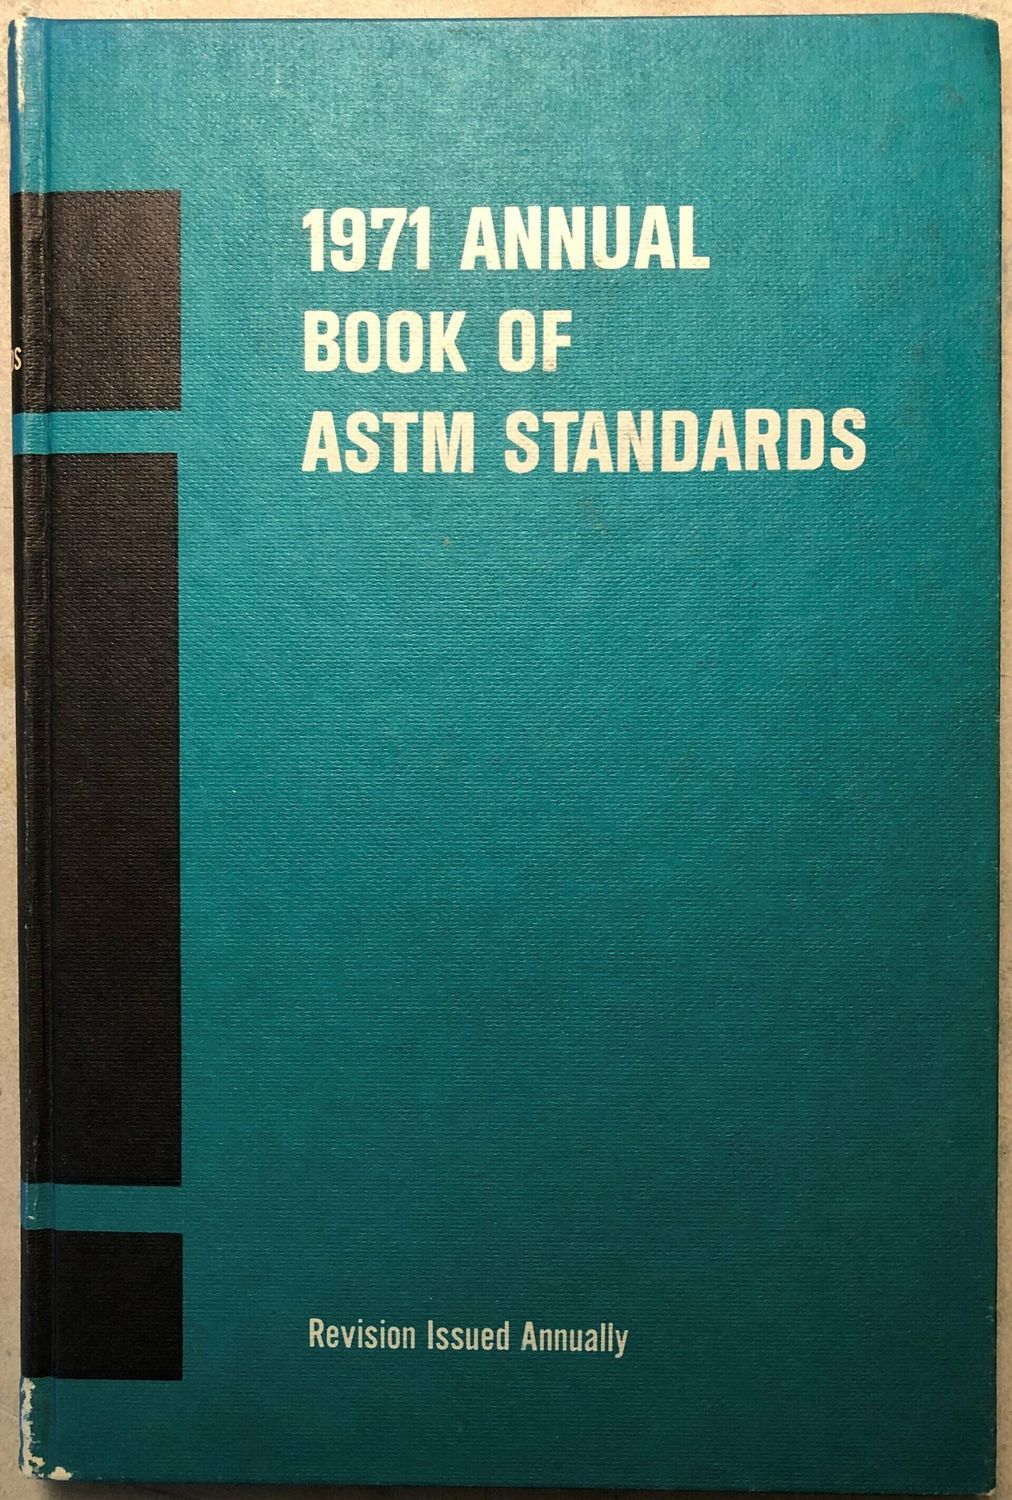 1971 ANNUAL
BOOK OF
ASTM STANDARDS
Revision Issued Annually